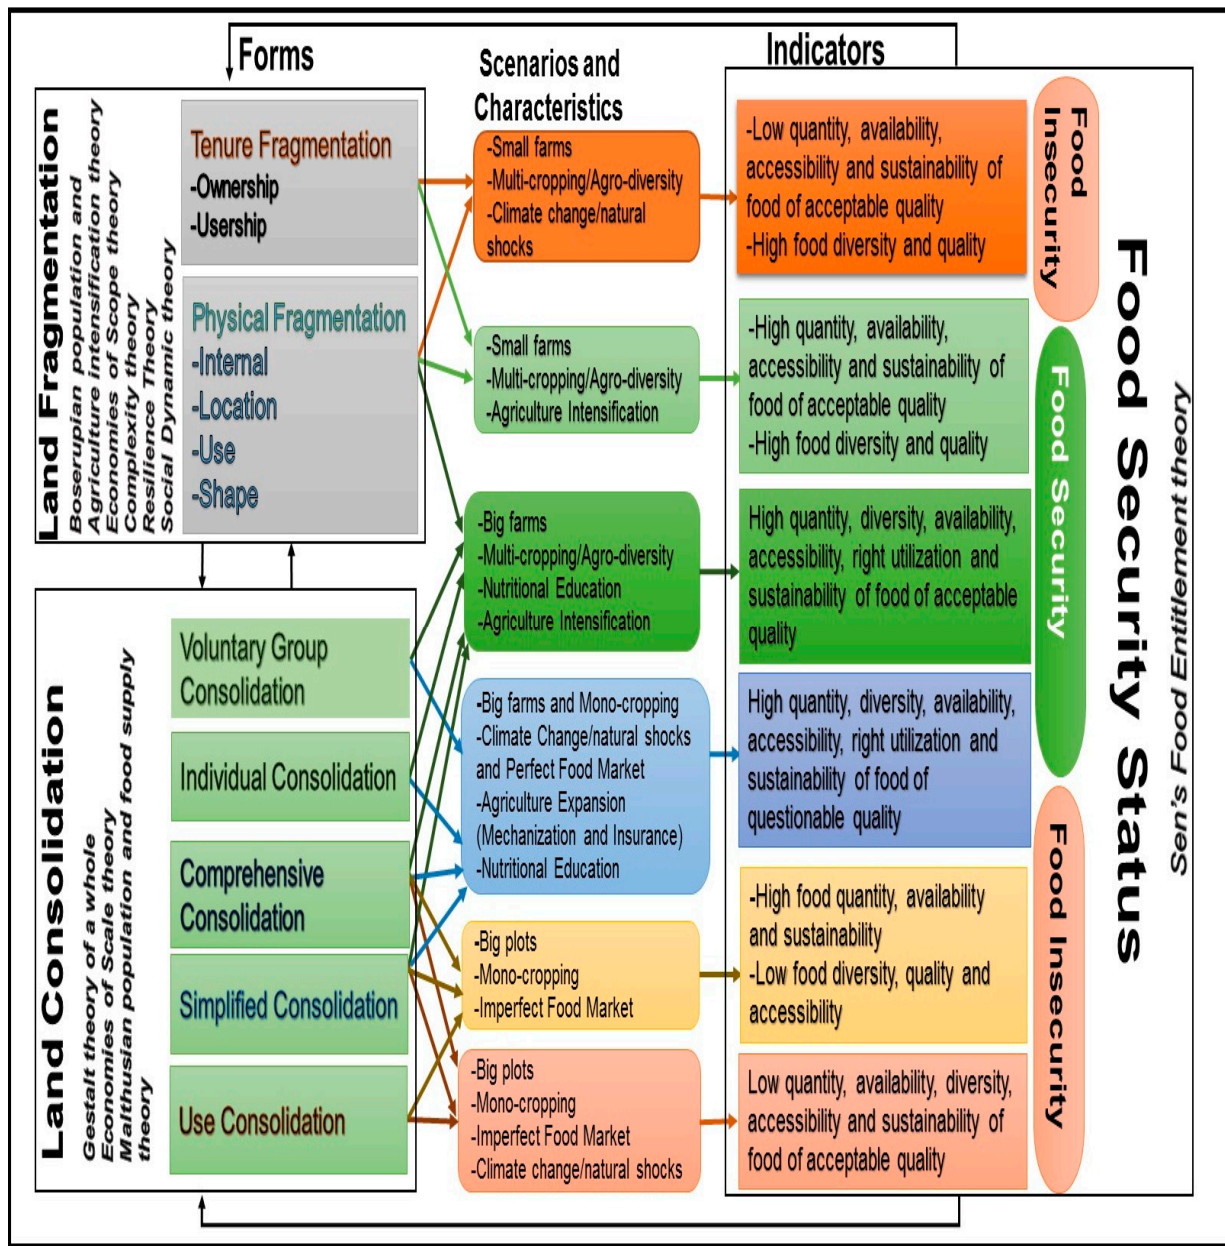 Forms
Scenarios and
Characteristics
Indicators
Land Fragmentation
Boserupian population and
Agriculture intensification theory
Economies of Scope theory
Complexity theory
Resilience Theory
Social Dynamic theory
Tenure Fragmentation
-Ownership
-Usership
Physical Fragmentation
-Internal
-Location
-Use
-Shape
Land Consolidation
Gestalt theory of a whole
Economies of Scale theory
Malthusian population and food supply
theory
Voluntary Group
Consolidation
Individual Consolidation
Comprehensive
Consolidation
Simplified Consolidation
Use Consolidation
-Small farms
-Multi-cropping/Agro-diversity
-Climate change/natural
shocks
-Small farms
-Multi-cropping/Agro-diversity
-Agriculture Intensification
-Big farms
-Multi-cropping/Agro-diversity
-Nutritional Education
-Agriculture Intensification
-Big farms and Mono-cropping
-Climate Change/natural shocks
and Perfect Food Market
-Agriculture Expansion
(Mechanization and Insurance)
-Nutritional Education
-Big plots
-Mono-cropping
-Imperfect Food Market
-Big plots
-Mono-cropping
-Imperfect Food Market
-Climate change/natural shocks
-Low quantity, availability,
accessibility and sustainability of
food of acceptable quality
-High food diversity and quality
-High quantity, availability,
accessibility and sustainability of
food of acceptable quality
-High food diversity and quality
High quantity, diversity, availability,
accessibility, right utilization and
sustainability of food of acceptable
quality
High quantity, diversity, availability,
accessibility, right utilization and
sustainability of food of
questionable quality
-High food quantity, availability
and sustainability
-Low food diversity, quality and
accessibility
Low quantity, availability, diversity,
accessibility and sustainability of
food of acceptable quality
Food
Insecurity
Food Security
Food Insecurity
Food Security Status
Sen's Food Entitlement theory